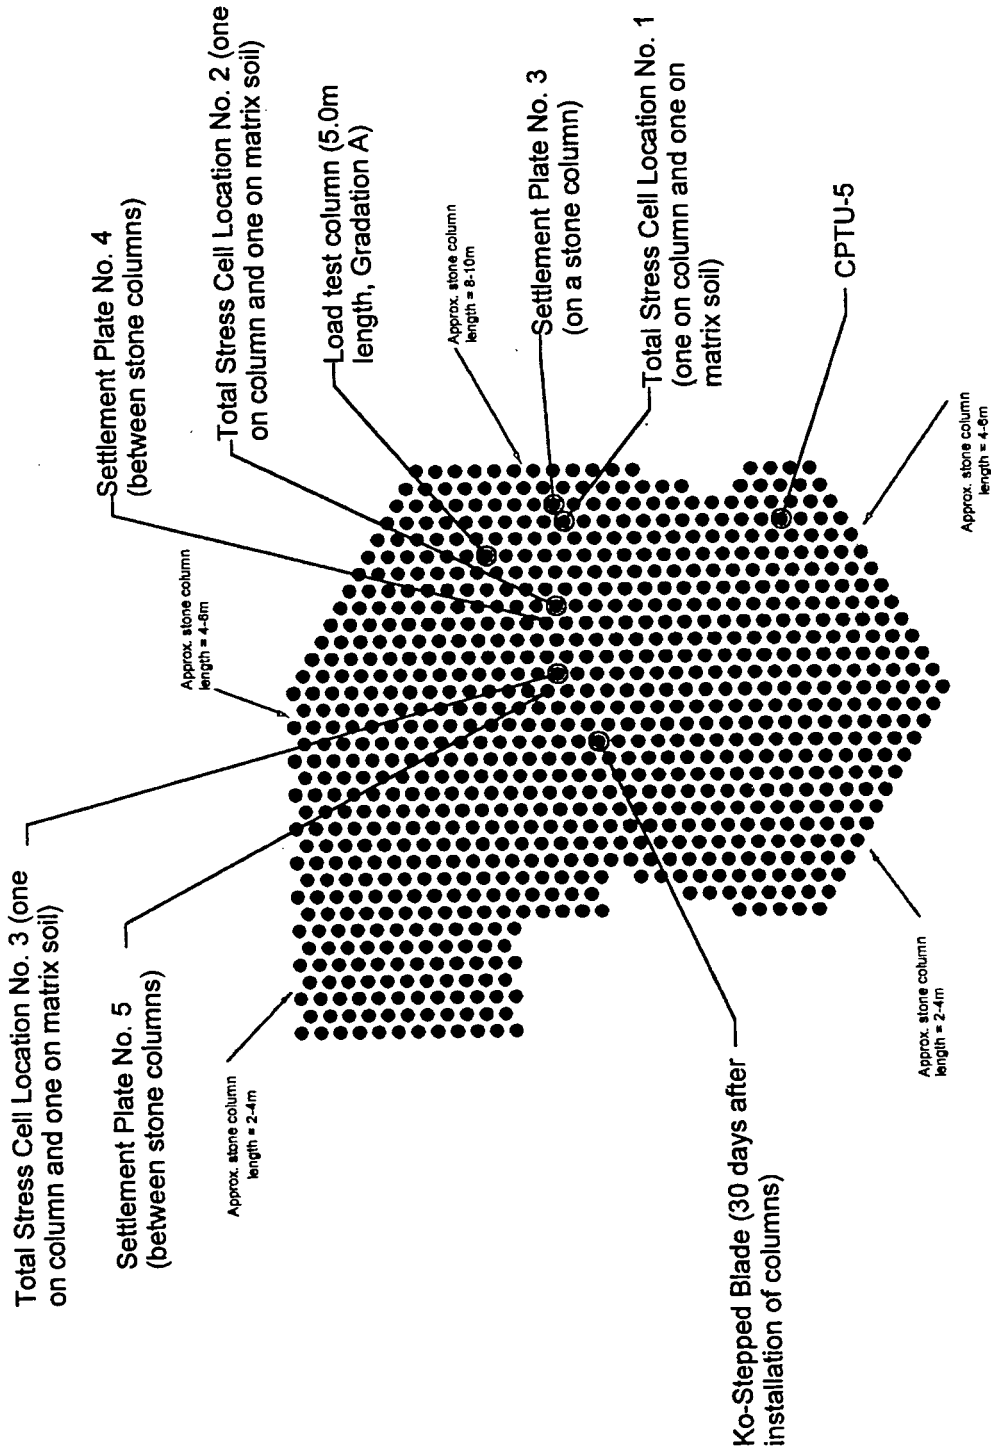 Total Stress Cell Location No. 3 (one
on column and one on matrix soil)
Settlement Plate No. 4
(between stone columns)
Settlement Plate No. 5
(between stone columns)
Approx. stone column
length = 4-6m
Total Stress Cell Location No. 2 (one
on column and one on matrix soil)
Approx. stone column
length = 2-4m
Load test column (5.0m
length, Gradation A)
Approx. stone column
length = 8-10m
Settlement Plate No. 3
(on a stone column)
Total Stress Cell Location No. 1
(one on column and one on
matrix soil)
Ko-Stepped Blade (30 days after
installation of columns)
CPTU-5
Approx. stone column
length = 2-4m
Approx. stone column
length = 4-6m